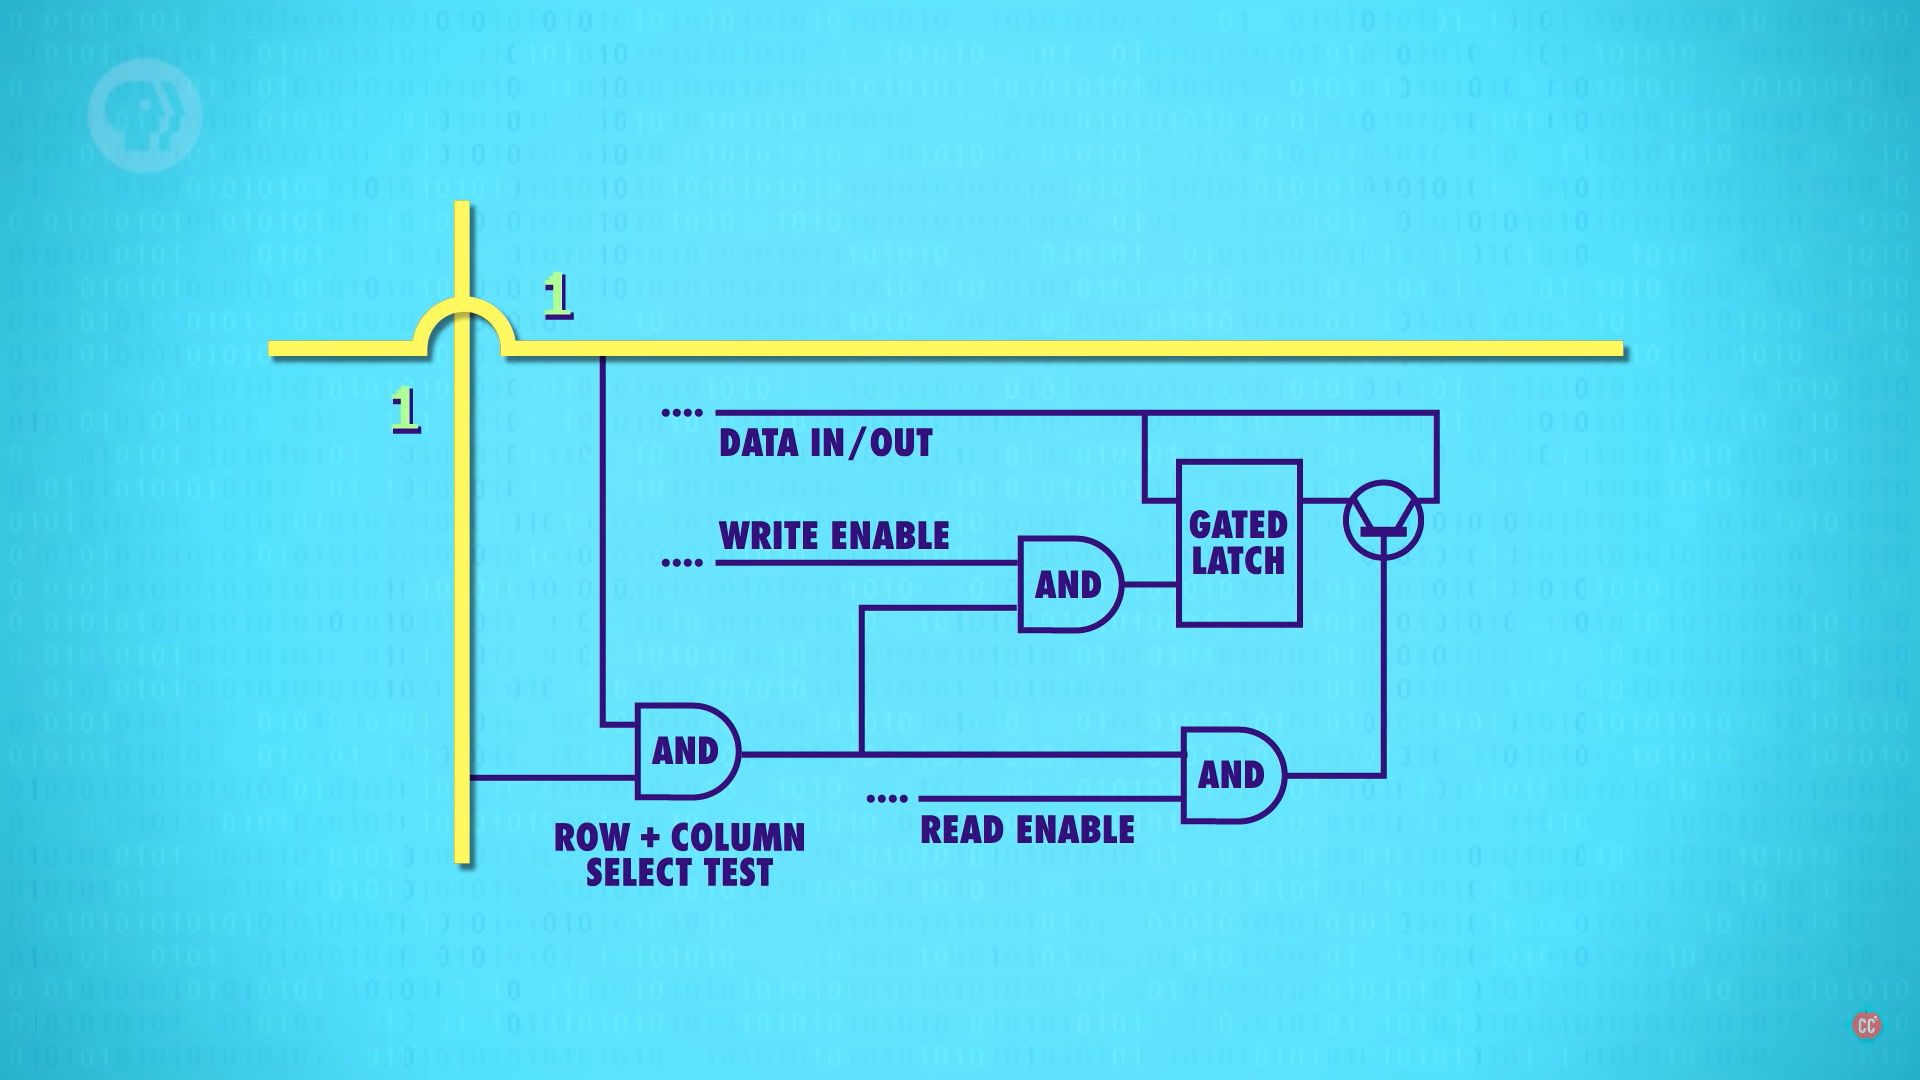 1
1
DATA IN/OUT
WRITE ENABLE
GATED
LATCH
AND
AND
AND
READ ENABLE
ROW + COLUMN
SELECT TEST
CC